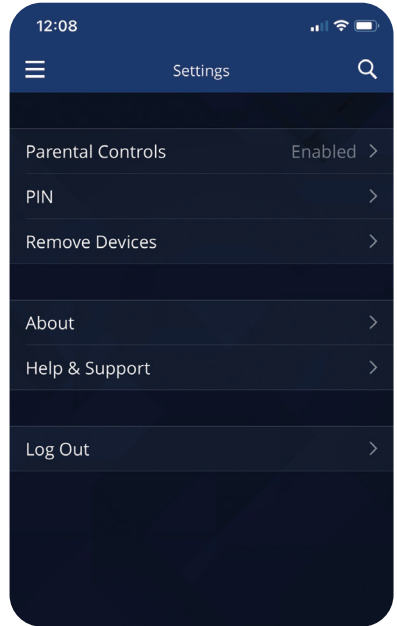 12:08
Settings
Parental Controls Enabled
PIN
Remove Devices
About
Help & Support
Log Out